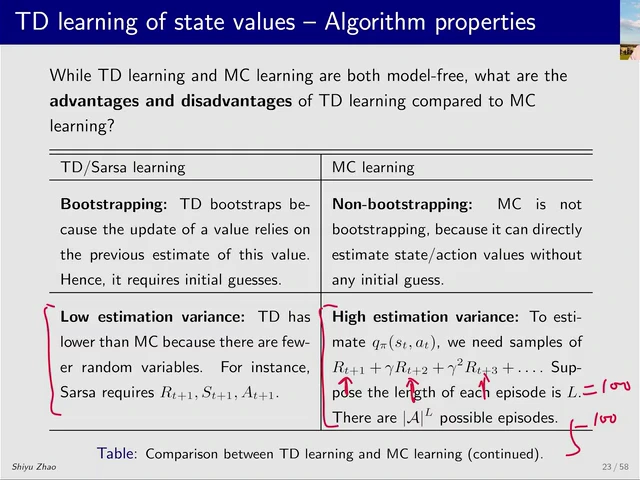 TD learning of state values – Algorithm properties
While TD learning and MC learning are both model-free, what are the
advantages and disadvantages of TD learning compared to MC
learning?
TD/Sarsa learning
MC learning
Bootstrapping: TD bootstraps be-
cause the update of a value relies on
the previous estimate of this value.
Hence, it requires initial guesses.
Non-bootstrapping: MC is not
bootstrapping, because it can directly
estimate state/action values without
any initial guess.
Low estimation variance: TD has
lower than MC because there are few-
er random variables. For instance,
Sarsa requires R_{t+1}, S_{t+1}, A_{t+1}.
High estimation variance: To esti-
mate q_π(s_t, a_t), we need samples of
R_{t+1} + γR_{t+2} + γ²R_{t+3} + . . . . Sup-
pose the length of each episode is L. = 100
There are |A|^L possible episodes.
100
Table: Comparison between TD learning and MC learning (continued).
Shiyu Zhao
23 / 58